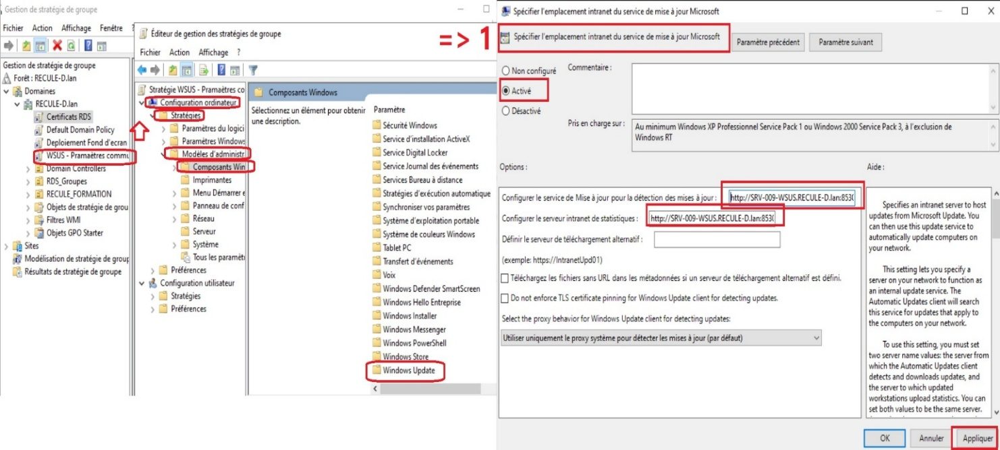 Gestion de stratégie de groupe
Fichier Action Affichage Fenêtre ?
Gestion de stratégie de groupe
Forêt : RECULE-D.lan
Domaines
RECULE-D.lan
Certificats RDS
Default Domain Policy
Deploiement Fond d'ecran
WSUS - Pramaètres commu
Domain Controllers
RDS_Groupes
RECULE_FORMATION
Objets de stratégie de grou
Filtres WMI
Objets GPO Starter
Sites
Modélisation de stratégie de group
Résultats de stratégie de groupe
Éditeur de gestion des stratégies de groupe
=> 1
Fichier Action Affichage ?
Stratégie WSUS - Pramaètres co
Configuration ordinateur
Stratégies
Paramètres du logici
Paramètres Windows
Modèles d'administr
Composants Win
Imprimantes
Menu Démarrer e
Panneau de conf
Réseau
Serveur
Système
Tous les paramèt
Préférences
Configuration utilisateur
Stratégies
Préférences
Composants Windows
Sélectionnez un élément pour obtenir
une description.
Paramètre
Sécurité Windows
Service d'installation ActiveX
Service Digital Locker
Service Journal des événements
Services Bureau à distance
Stratégies d'exécution automatique
Synchroniser vos paramètres
Système d'exploitation portable
Système de couleurs Windows
Tablet PC
Transfert d'événements
Voix
Windows Defender SmartScreen
Windows Hello Entreprise
Windows Installer
Windows Messenger
Windows PowerShell
Windows Store
Windows Update
Spécifier l'emplacement intranet du service de mise à jour Microsoft
Spécifier l'emplacement intranet du service de mise à jour Microsoft
Paramètre précédent
Paramètre suivant
Non configuré
Activé
Désactivé
Commentaire :
Pris en charge sur :
Au minimum Windows XP Professionnel Service Pack 1 ou Windows 2000 Service Pack 3, à l'exclusion de
Windows RT
Options :
Aide :
Configurer le service de Mise à jour pour la détection des mises à jour : http://SRV-009-WSUS.RECULE-D.lan:8530
Configurer le serveur intranet de statistiques : http://SRV-009-WSUS.RECULE-D.lan:8530
Définir le serveur de téléchargement alternatif :
(exemple: https://IntranetUpd01)
Téléchargez les fichiers sans URL dans les métadonnées si un serveur de téléchargement alternatif est défini.
Do not enforce TLS certificate pinning for Windows Update client for detecting updates.
Select the proxy behavior for Windows Update client for detecting updates:
Utiliser uniquement le proxy système pour détecter les mises à jour (par défaut)
Specifies an intranet server to host
updates from Microsoft Update. You
can then use this update service to
automatically update computers on
your network.
This setting lets you specify a
server on your network to function as
an internal update service. The
Automatic Updates client will search
this service for updates that apply to
the computers on your network.
To use this setting, you must set
two server name values: the server from
which the Automatic Updates client
detects and downloads updates, and
the server to which updated
workstations upload statistics. You can
set both values to be the same server.
OK
Annuler
Appliquer